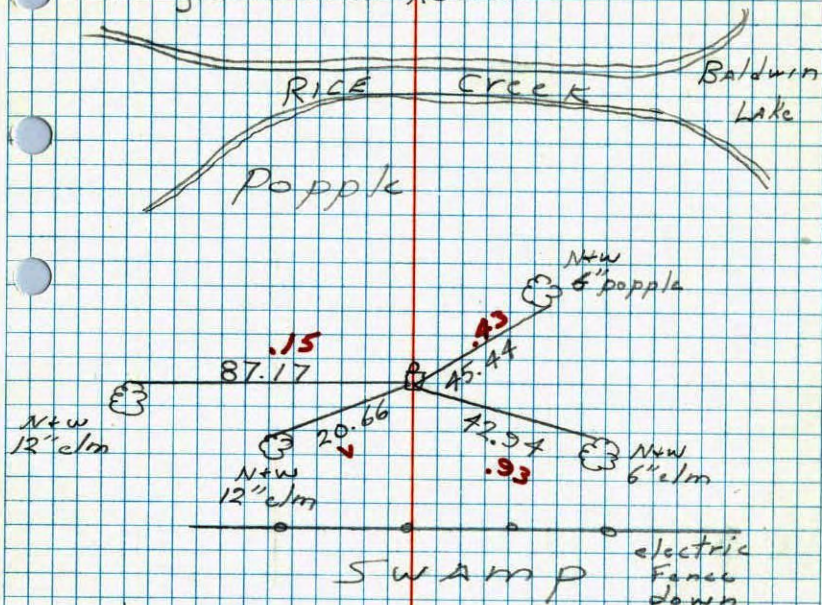 RICE Creek
Baldwin
Lake
Popple
N+W
6" popple
.43
45.44
.15
87.17
N+W
12" elm
20.66
✓
N+W
12" elm
42.94
.93
N+W
6" elm
electric
Fence
down
SWAMP